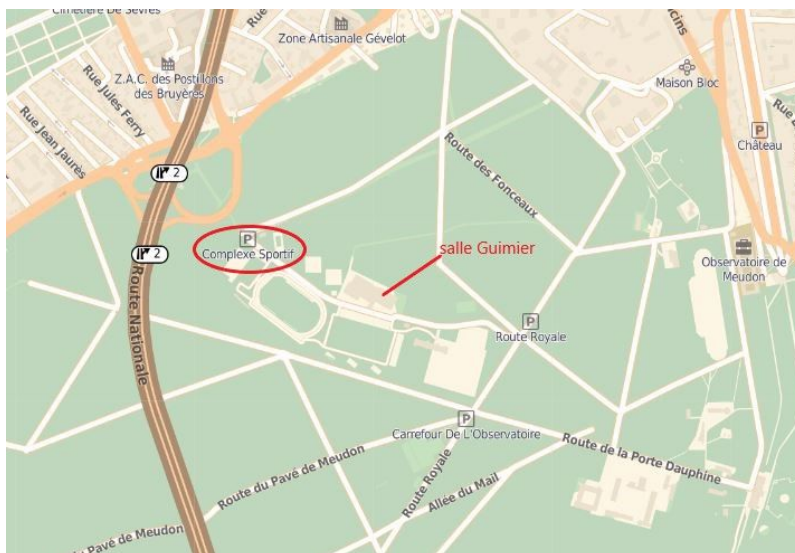 Cimetière De Sèvres
Rue
Zone Artisanale Gévelot
Z.A.C. des Postillons
des Bruyères
Rue Jules Ferry
Rue Jean Jaurès
Maison Bloc
Château
Route des Fonceaux
2
2
Complexe Sportif
salle Guimier
Observatoire de
Meudon
Route Nationale
Route Royale
Carrefour De L'Observatoire
Route de la Porte Dauphine
Route du Pavé de Meudon
Route Royale
Allée du Mail
Pavé de Meudon